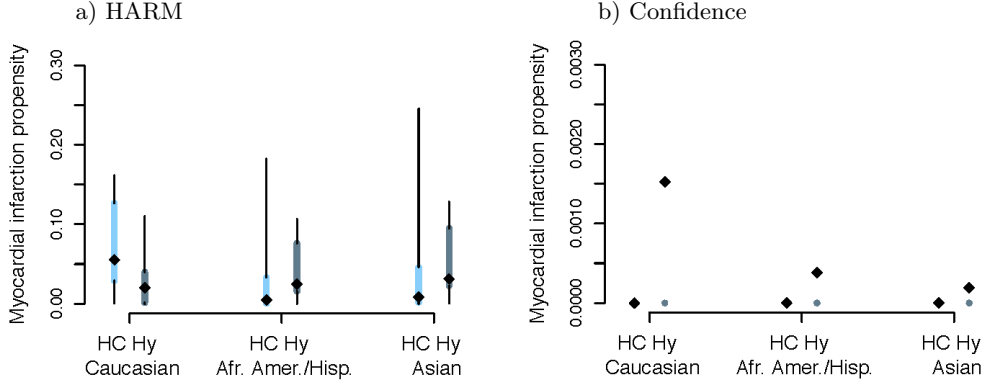 a) HARM
Myocardial infarction propensity
0.30
0.20
0.10
0.00
HC Hy HC Hy HC Hy
Caucasian Afr. Amer./Hisp. Asian
b) Confidence
Myocardial infarction propensity
0.0030
0.0020
0.0010
0.0000
HC Hy HC Hy HC Hy
Caucasian Afr. Amer./Hisp. Asian